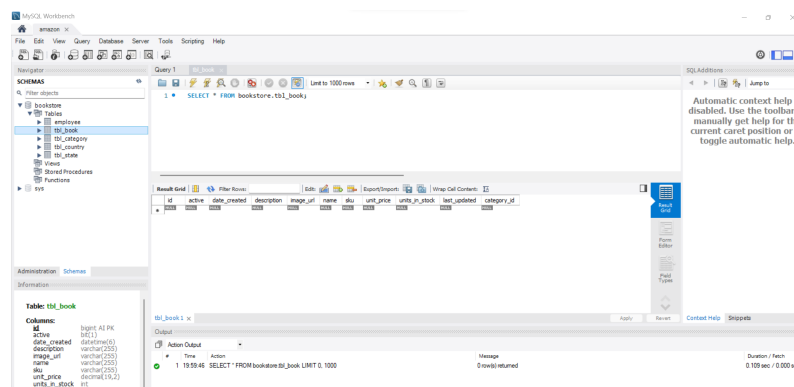 MySQL Workbench
amazon
File Edit View Query Database Server Tools Scripting Help
Navigator
SCHEMAS
Filter objects
bookstore
Tables
employee
tbl_book
tbl_category
tbl_country
tbl_state
Views
Stored Procedures
Functions
sys
Administration Schemas
Information
Table: tbl_book
Columns:
id bigint AI PK
active bit(1)
date_created datetime(6)
description varchar(255)
image_url varchar(255)
name varchar(255)
sku varchar(255)
unit_price decimal(19,2)
units_in_stock int
Query 1 tbl_book
Limit to 1000 rows
1 SELECT * FROM bookstore.tbl_book;
Result Grid Filter Rows: Edit: Export/Import: Wrap Cell Content:
id active date_created description image_url name sku unit_price units_in_stock last_updated category_id
NULL NULL NULL NULL NULL NULL NULL NULL NULL NULL NULL
Result Grid
Form Editor
Field Types
tbl_book 1 Apply Revert
Output
Action Output
# Time Action Message Duration / Fetch
1 19:59:46 SELECT * FROM bookstore.tbl_book LIMIT 0, 1000 0 row(s) returned 0.109 sec / 0.000 s
SQLAdditions
Jump to
Automatic context help
disabled. Use the toolbar
manually get help for th
current caret position or
toggle automatic help.
Context Help Snippets